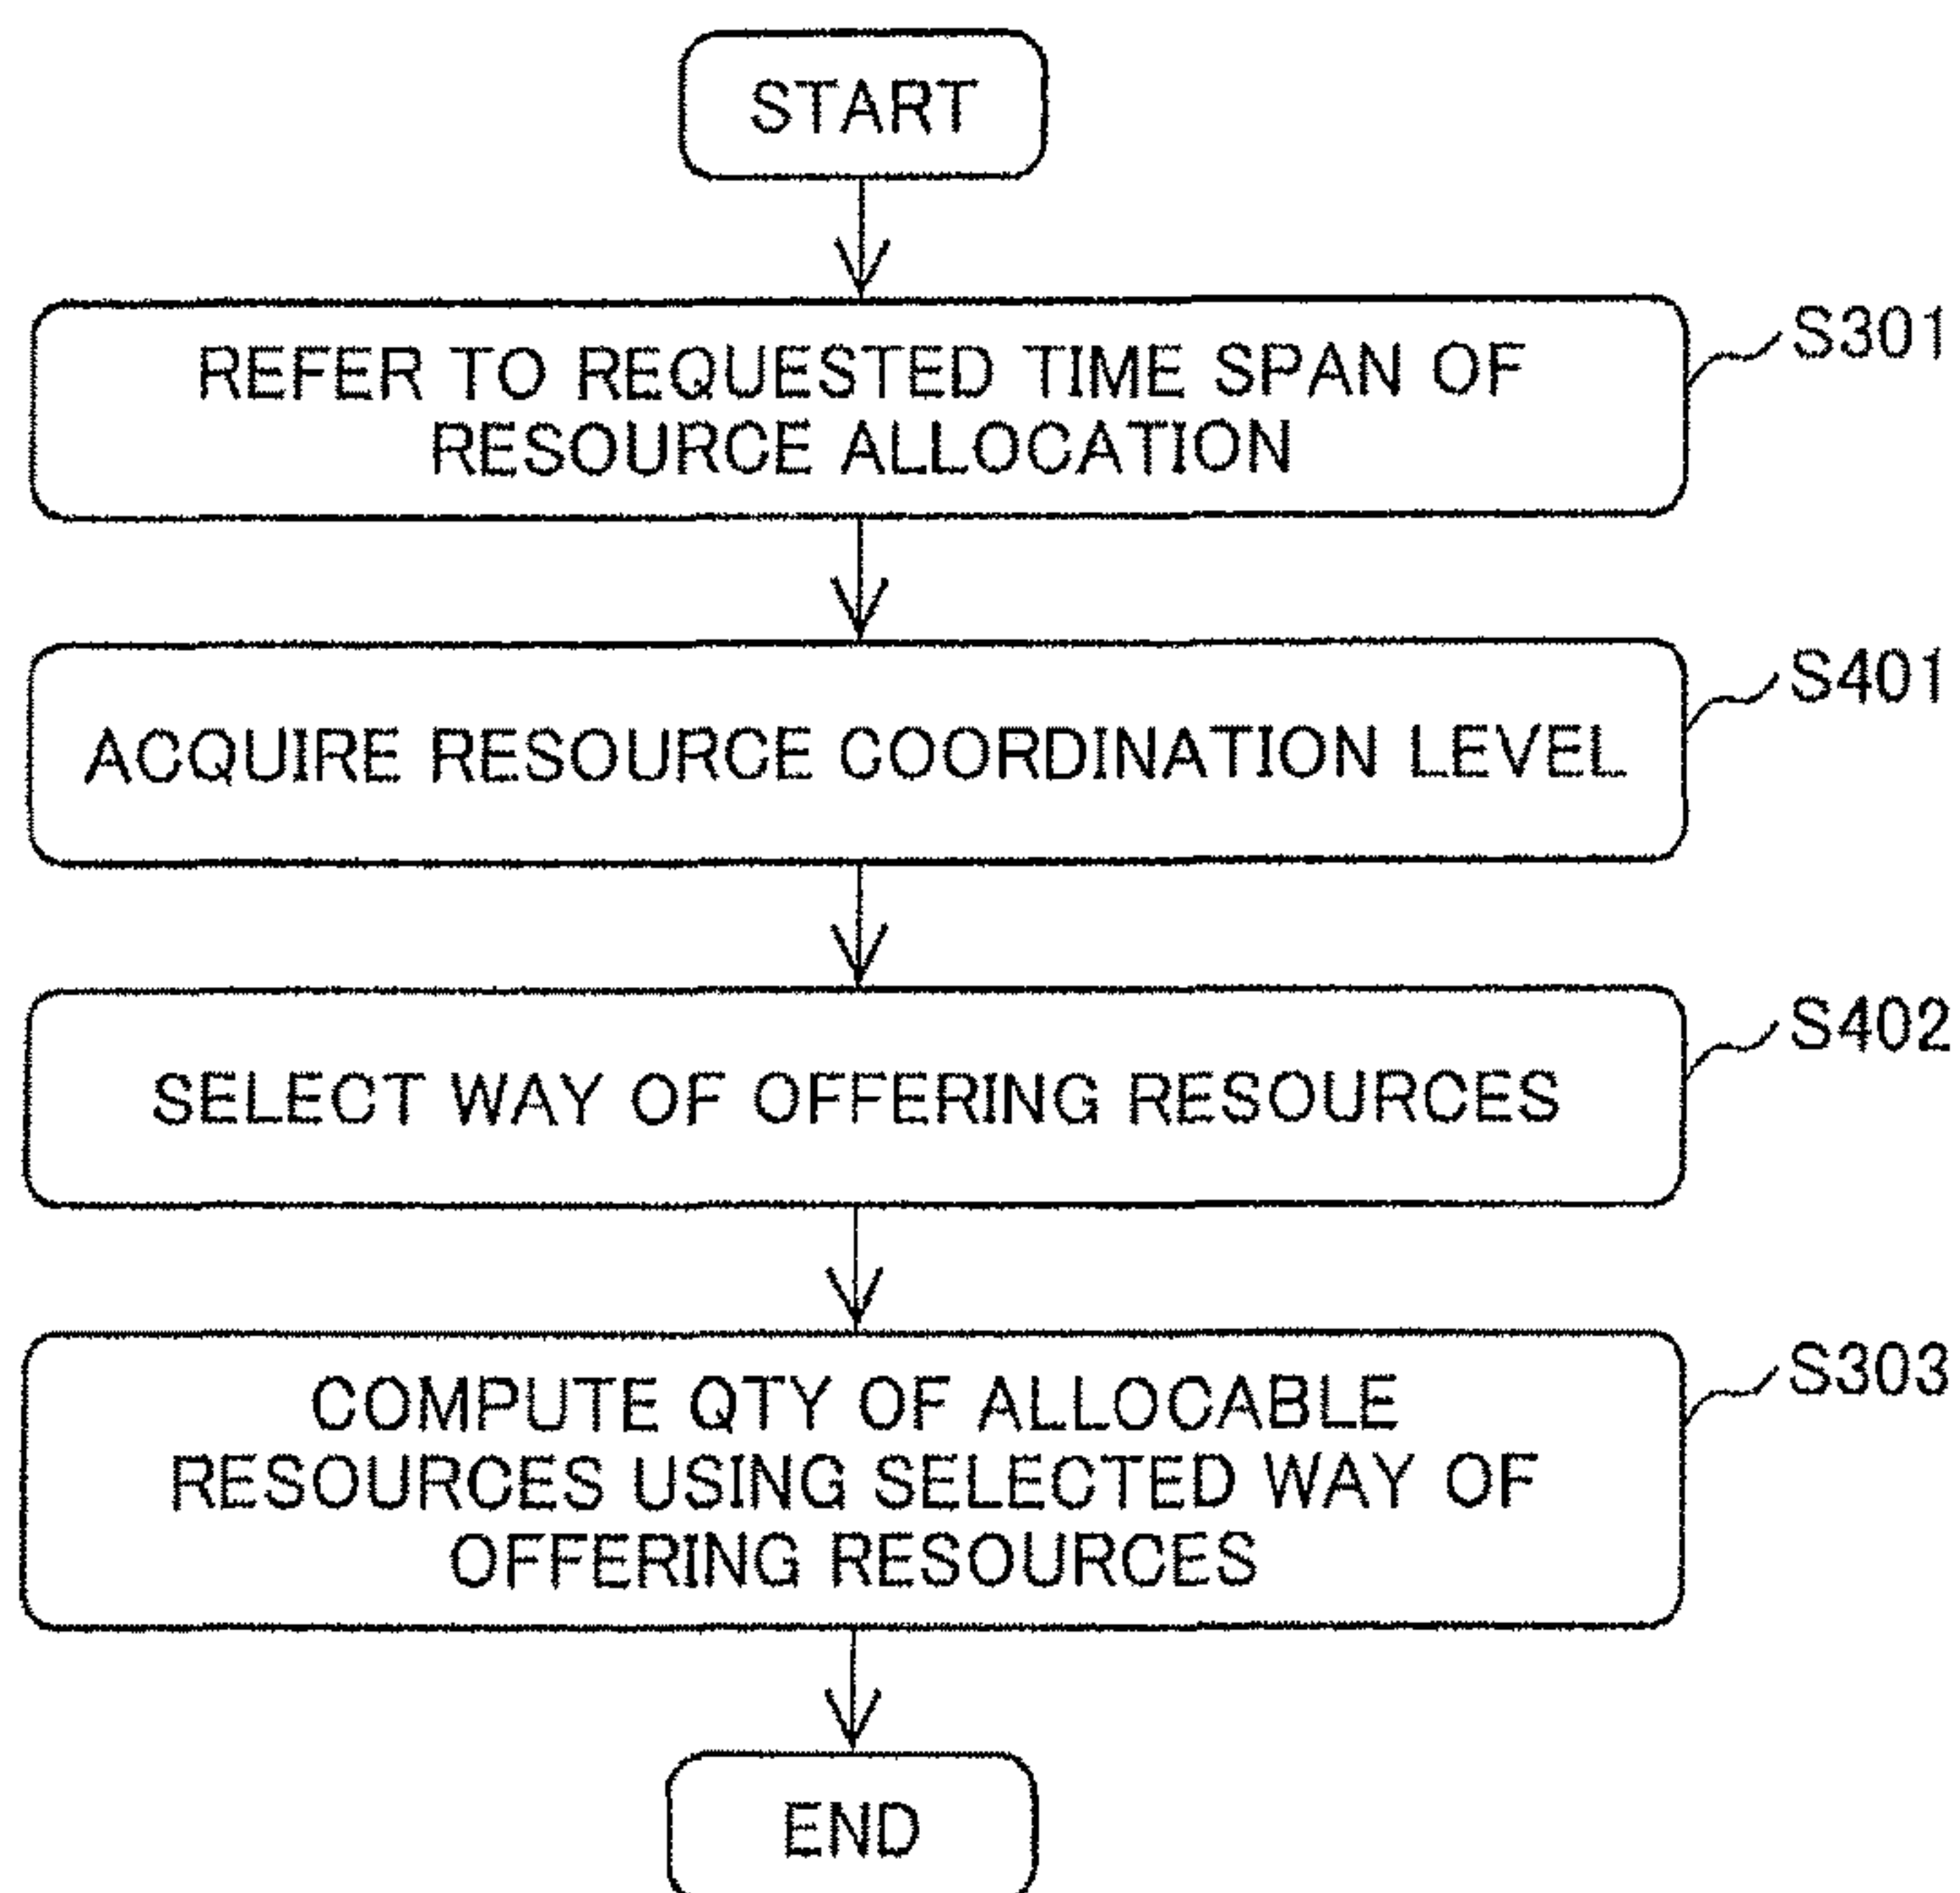 START
REFER TO REQUESTED TIME SPAN OF
RESOURCE ALLOCATION
S301
ACQUIRE RESOURCE COORDINATION LEVEL
S401
SELECT WAY OF OFFERING RESOURCES
S402
COMPUTE QTY OF ALLOCABLE
RESOURCES USING SELECTED WAY OF
OFFERING RESOURCES
S303
END